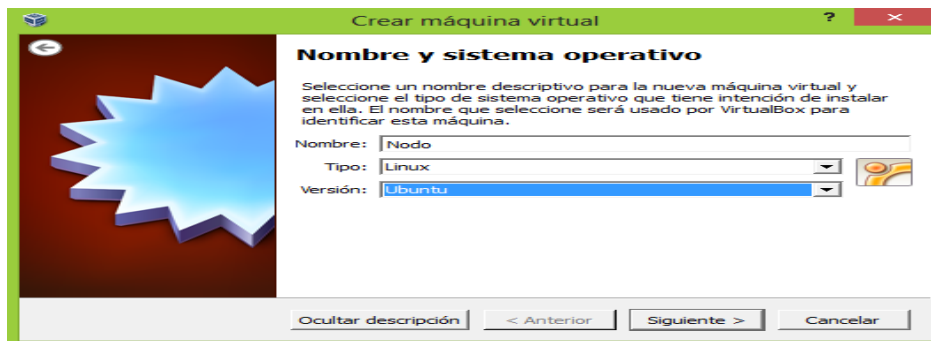 Crear máquina virtual
?
×
Nombre y sistema operativo
Seleccione un nombre descriptivo para la nueva máquina virtual y
seleccione el tipo de sistema operativo que tiene intención de instalar
en ella. El nombre que seleccione será usado por VirtualBox para
identificar esta máquina.
Nombre: Nodo
Tipo: Linux
Versión: Ubuntu
Ocultar descripción < Anterior Siguiente > Cancelar